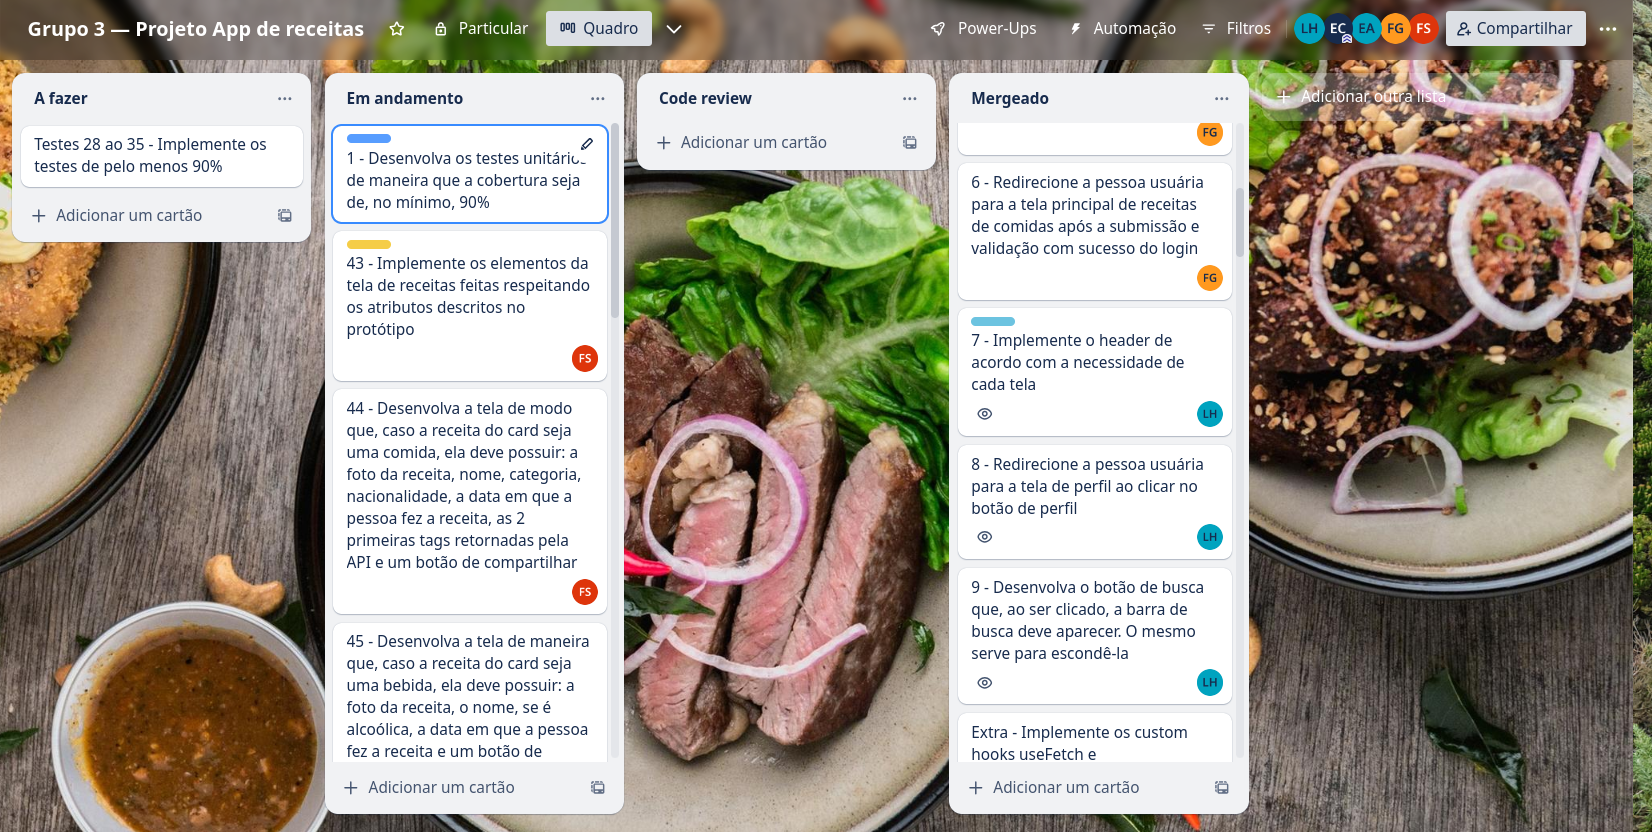 Grupo 3 — Projeto App de receitas
Particular
Quadro
Power-Ups
Automação
Filtros
LH
EC
EA
FG
FS
Compartilhar
A fazer
Testes 28 ao 35 - Implemente os
testes de pelo menos 90%
Adicionar um cartão
Em andamento
1 - Desenvolva os testes unitários
de maneira que a cobertura seja
de, no mínimo, 90%
43 - Implemente os elementos da
tela de receitas feitas respeitando
os atributos descritos no
protótipo
FS
44 - Desenvolva a tela de modo
que, caso a receita do card seja
uma comida, ela deve possuir: a
foto da receita, nome, categoria,
nacionalidade, a data em que a
pessoa fez a receita, as 2
primeiras tags retornadas pela
API e um botão de compartilhar
FS
45 - Desenvolva a tela de maneira
que, caso a receita do card seja
uma bebida, ela deve possuir: a
foto da receita, o nome, se é
alcoólica, a data em que a pessoa
fez a receita e um botão de
Adicionar um cartão
Code review
Adicionar um cartão
Mergeado
FG
6 - Redirecione a pessoa usuária
para a tela principal de receitas
de comidas após a submissão e
validação com sucesso do login
FG
7 - Implemente o header de
acordo com a necessidade de
cada tela
LH
8 - Redirecione a pessoa usuária
para a tela de perfil ao clicar no
botão de perfil
LH
9 - Desenvolva o botão de busca
que, ao ser clicado, a barra de
busca deve aparecer. O mesmo
serve para escondê-la
LH
Extra - Implemente os custom
hooks useFetch e
Adicionar um cartão
Adicionar outra lista